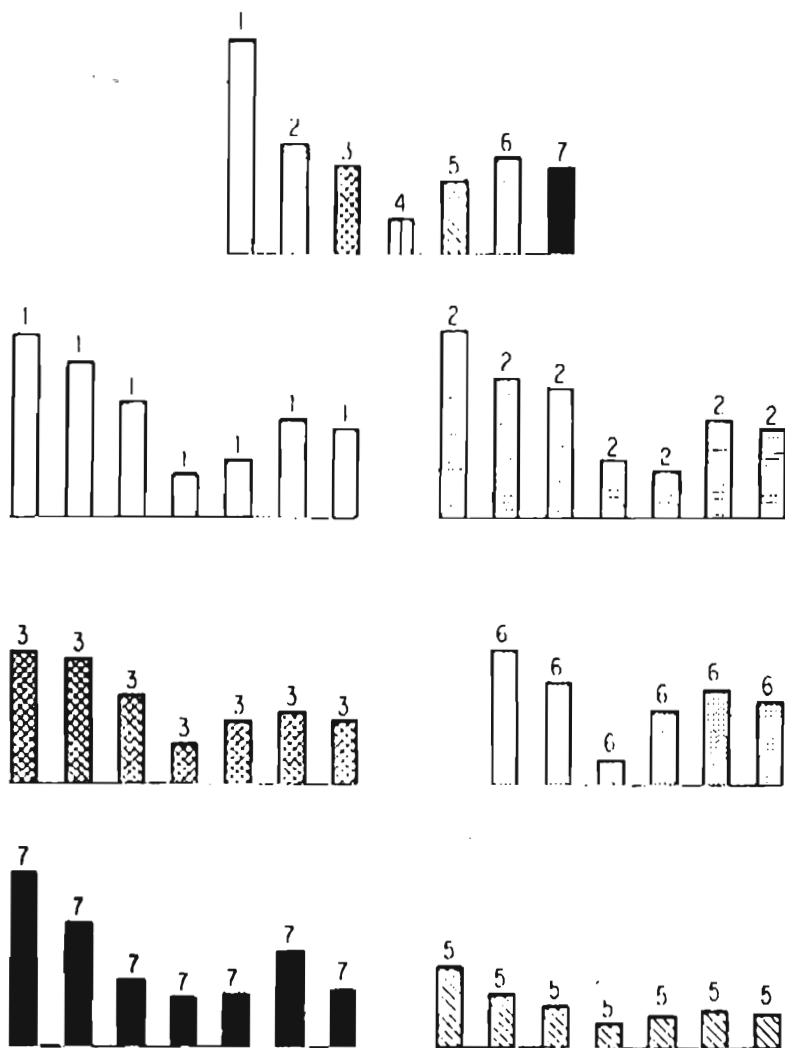 1 2 3 4 5 6 7
1 1 1 1 1 1 1
2 2 2 2 2 2 2
3 3 3 3 3 3 3
6 6 6 6 6 6
7 7 7 7 7 7 7
5 5 5 5 5 5 5